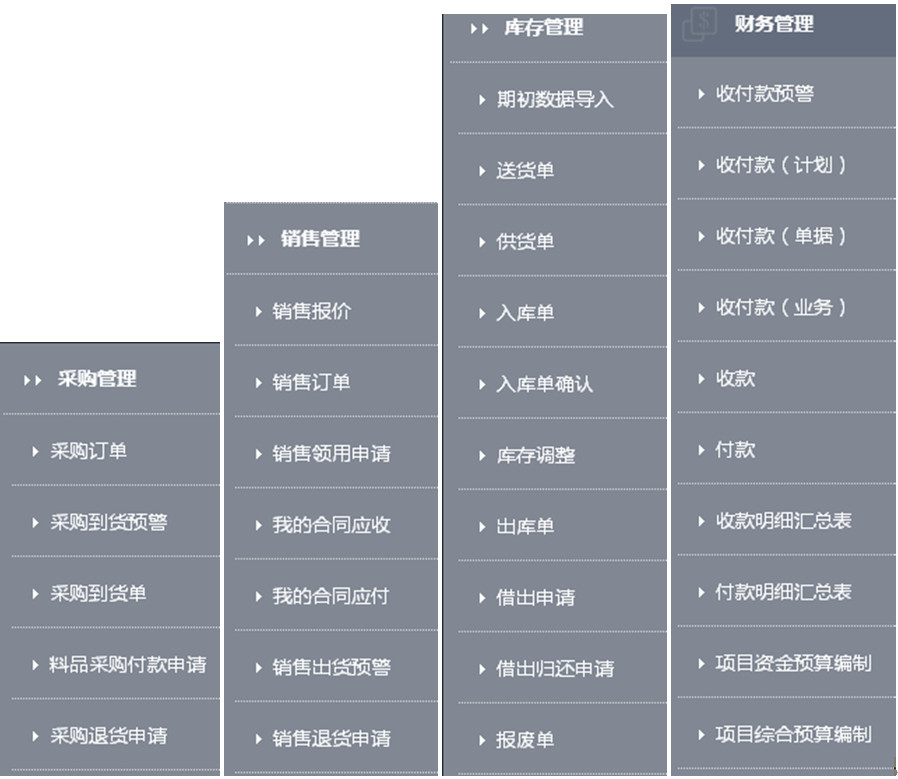 采购管理
采购订单
采购到货预警
采购到货单
料品采购付款申请
采购退货申请
销售管理
销售报价
销售订单
销售领用申请
我的合同应收
我的合同应付
销售出货预警
销售退货申请
库存管理
期初数据导入
送货单
供货单
入库单
入库单确认
库存调整
出库单
借出申请
借出归还申请
报废单
财务管理
收付款预警
收付款（计划）
收付款（单据）
收付款（业务）
收款
付款
收款明细汇总表
付款明细汇总表
项目资金预算编制
项目综合预算编制